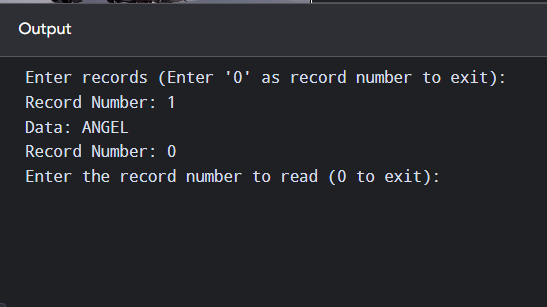 Output
Enter records (Enter '0' as record number to exit):
Record Number: 1
Data: ANGEL
Record Number: 0
Enter the record number to read (0 to exit):